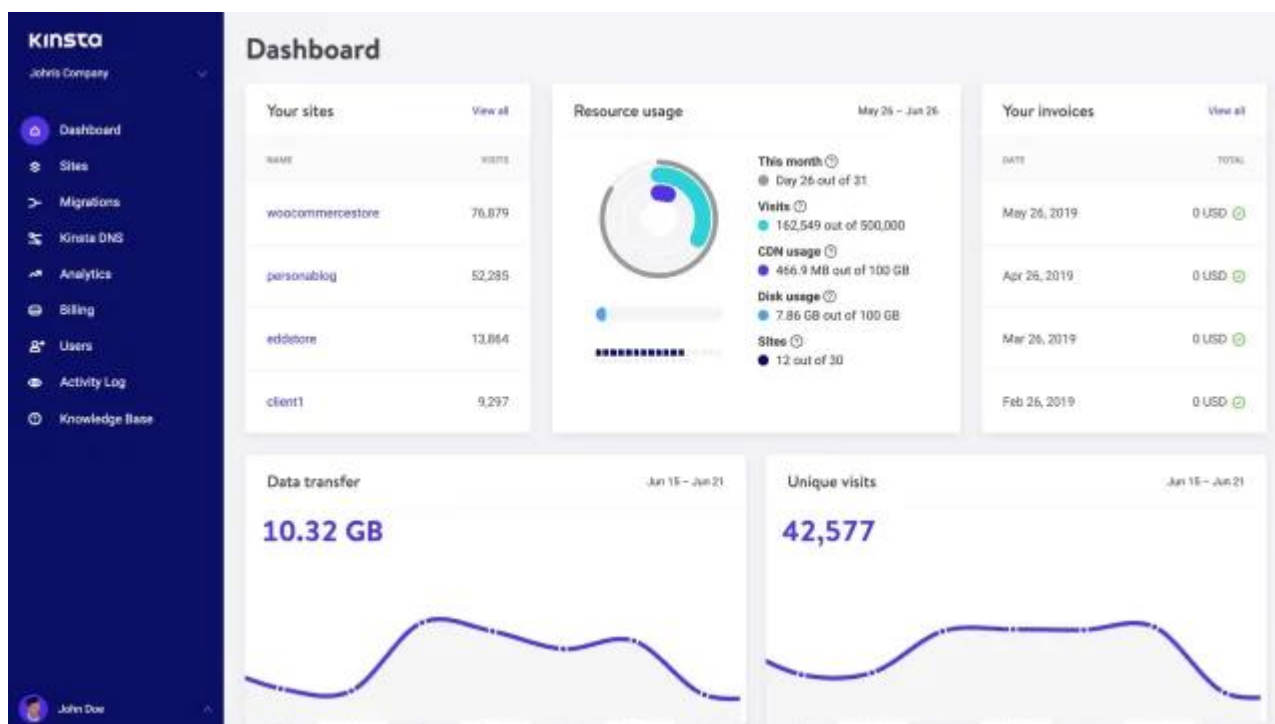 KINSTA
John's Company
Dashboard
Sites
Migrations
Kinsta DNS
Analytics
Billing
Users
Activity Log
Knowledge Base
John Doe
Dashboard
Your sites View all
NAME VISITS
woocommercestore 76,879
personablog 52,285
eddstore 13,864
client1 9,297
Resource usage May 26 – Jun 26
This month
Day 26 out of 31
Visits
162,549 out of 500,000
CDN usage
466.9 MB out of 100 GB
Disk usage
7.86 GB out of 100 GB
Sites
12 out of 30
Your invoices View all
DATE TOTAL
May 26, 2019 0 USD
Apr 26, 2019 0 USD
Mar 26, 2019 0 USD
Feb 26, 2019 0 USD
Data transfer Jun 15 – Jun 21
10.32 GB
Unique visits Jun 15 – Jun 21
42,577